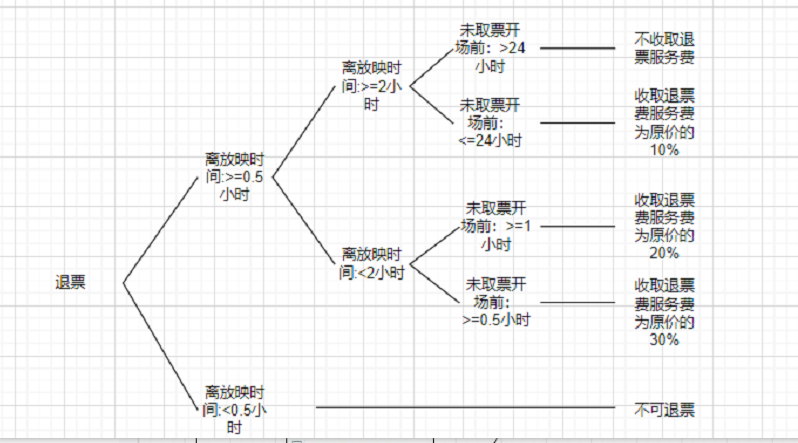 未取票开
场前：>24
小时
不收取退
票服务费
离放映时
间:>=2小
时
收取退票
费服务费
为原价的
10%
未取票开
场前：
<=24小时
离放映时
间:>=0.5
小时
未取票开
场前：>=1
小时
收取退票
费服务费
为原价的
20%
离放映时
间:<2小时
退票
未取票开
场前：
>=0.5小时
收取退票
费服务费
为原价的
30%
离放映时
间:<0.5小
时
不可退票